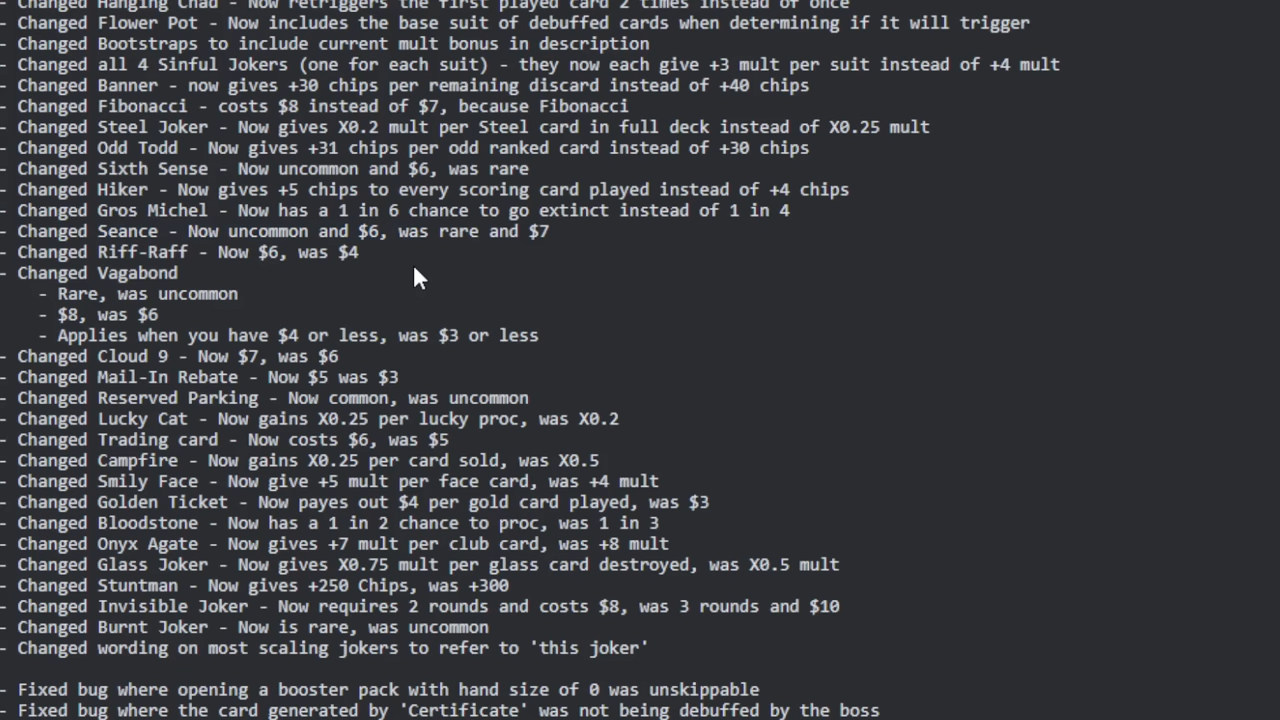 - Changed Hanging Chad - Now retriggers the first played card 2 times instead of once
- Changed Flower Pot - Now includes the base suit of debuffed cards when determining if it will trigger
- Changed Bootstraps to include current mult bonus in description
- Changed all 4 Sinful Jokers (one for each suit) - they now each give +3 mult per suit instead of +4 mult
- Changed Banner - now gives +30 chips per remaining discard instead of +40 chips
- Changed Fibonacci - costs $8 instead of $7, because Fibonacci
- Changed Steel Joker - Now gives X0.2 mult per Steel card in full deck instead of X0.25 mult
- Changed Odd Todd - Now gives +31 chips per odd ranked card instead of +30 chips
- Changed Sixth Sense - Now uncommon and $6, was rare
- Changed Hiker - Now gives +5 chips to every scoring card played instead of +4 chips
- Changed Gros Michel - Now has a 1 in 6 chance to go extinct instead of 1 in 4
- Changed Seance - Now uncommon and $6, was rare and $7
- Changed Riff-Raff - Now $6, was $4
- Changed Vagabond
- Rare, was uncommon
- $8, was $6
- Applies when you have $4 or less, was $3 or less
- Changed Cloud 9 - Now $7, was $6
- Changed Mail-In Rebate - Now $5 was $3
- Changed Reserved Parking - Now common, was uncommon
- Changed Lucky Cat - Now gains X0.25 per lucky proc, was X0.2
- Changed Trading card - Now costs $6, was $5
- Changed Campfire - Now gains X0.25 per card sold, was X0.5
- Changed Smily Face - Now give +5 mult per face card, was +4 mult
- Changed Golden Ticket - Now payes out $4 per gold card played, was $3
- Changed Bloodstone - Now has a 1 in 2 chance to proc, was 1 in 3
- Changed Onyx Agate - Now gives +7 mult per club card, was +8 mult
- Changed Glass Joker - Now gives X0.75 mult per glass card destroyed, was X0.5 mult
- Changed Stuntman - Now gives +250 Chips, was +300
- Changed Invisible Joker - Now requires 2 rounds and costs $8, was 3 rounds and $10
- Changed Burnt Joker - Now is rare, was uncommon
- Changed wording on most scaling jokers to refer to 'this joker'
- Fixed bug where opening a booster pack with hand size of 0 was unskippable
- Fixed bug where the card generated by 'Certificate' was not being debuffed by the boss